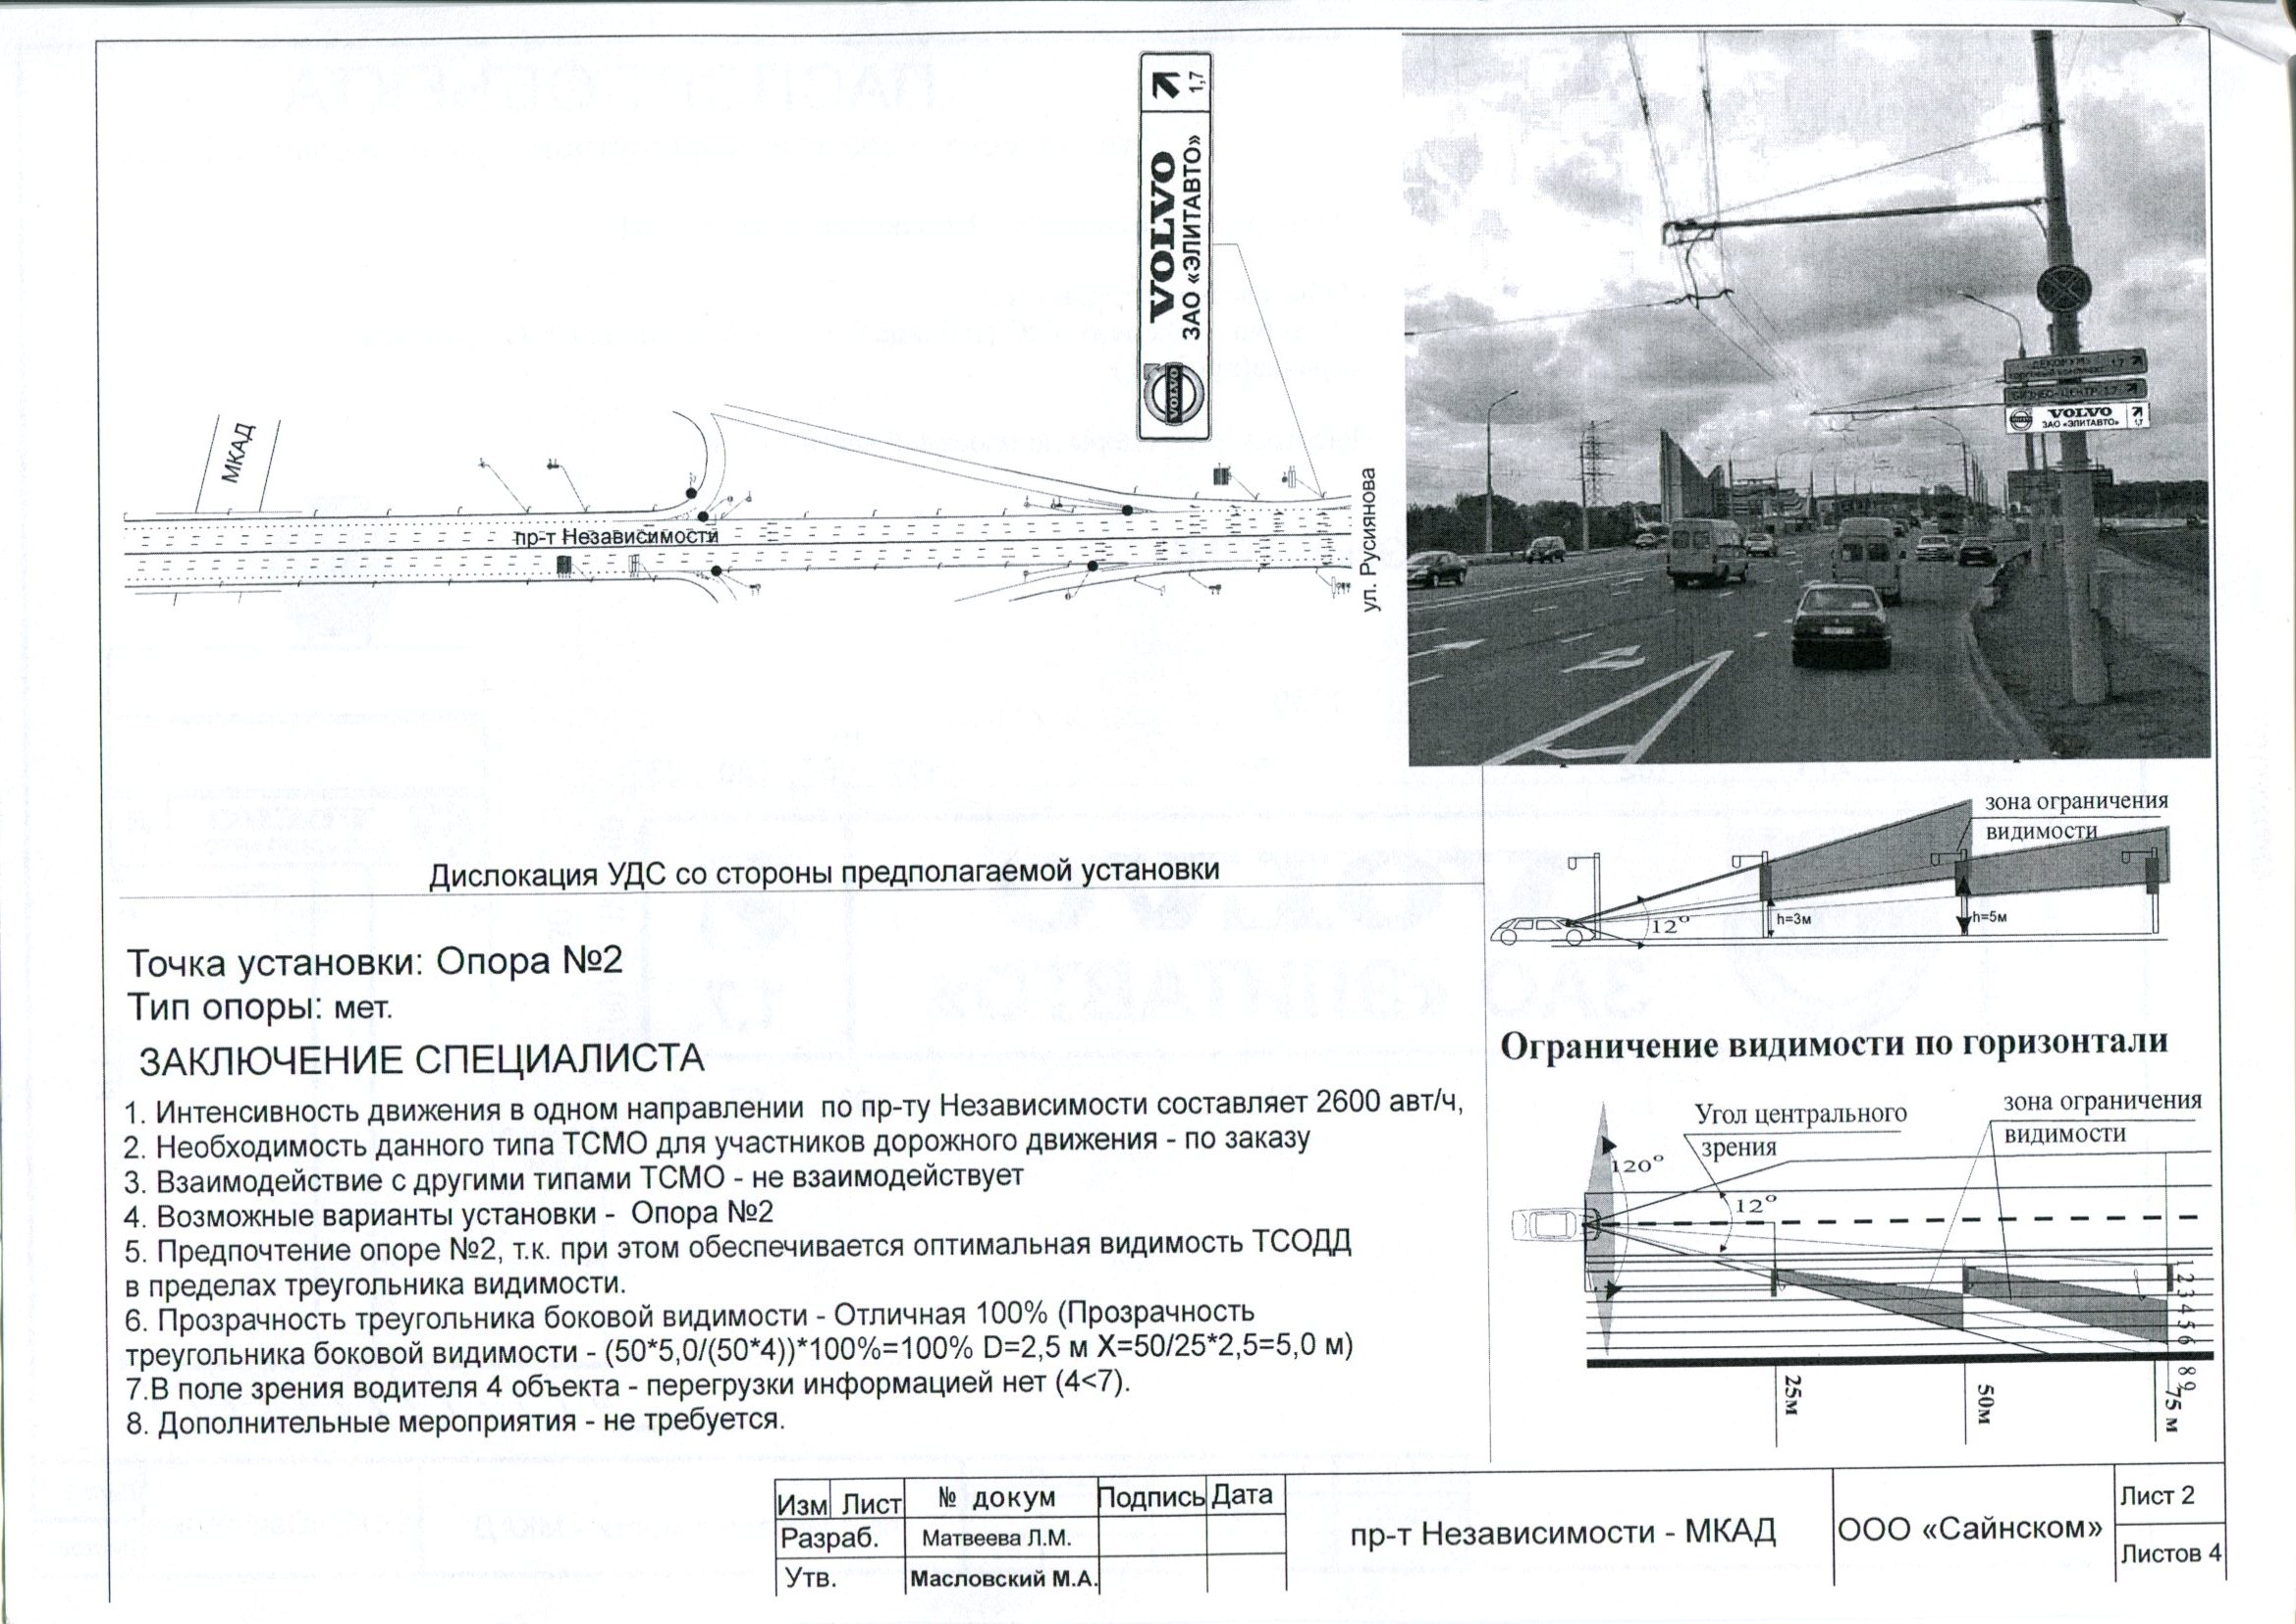 VOLVO
VOLVO
ЗАО «ЭЛИТАВТО»
1,7
МКАД
пр-т Независимости
ул. Русиянова
«ДЕКОРУМ»
торговый комплекс 1,7
БИЗНЕС-ЦЕНТР 1,7
VOLVO
ЗАО «ЭЛИТАВТО»
1,7
Дислокация УДС со стороны предполагаемой установки
зона ограничения
видимости
12°
h=3м
h=5м
Точка установки: Опора №2
Тип опоры: мет.
ЗАКЛЮЧЕНИЕ СПЕЦИАЛИСТА
1. Интенсивность движения в одном направлении по пр-ту Независимости составляет 2600 авт/ч,
2. Необходимость данного типа ТСМО для участников дорожного движения - по заказу
3. Взаимодействие с другими типами ТСМО - не взаимодействует
4. Возможные варианты установки - Опора №2
5. Предпочтение опоре №2, т.к. при этом обеспечивается оптимальная видимость ТСОДД
в пределах треугольника видимости.
6. Прозрачность треугольника боковой видимости - Отличная 100% (Прозрачность
треугольника боковой видимости - (50*5,0/(50*4))*100%=100% D=2,5 м X=50/25*2,5=5,0 м)
7.В поле зрения водителя 4 объекта - перегрузки информацией нет (4<7).
8. Дополнительные мероприятия - не требуется.
Ограничение видимости по горизонтали
Угол центрального
зрения
зона ограничения
видимости
120°
12°
1 2 3 4 5 6 8 9
25м
50м
75 м
Изм Лист № докум Подпись Дата
Разраб. Матвеева Л.М.
Утв. Масловский М.А.
пр-т Независимости - МКАД
ООО «Сайнском»
Лист 2
Листов 4